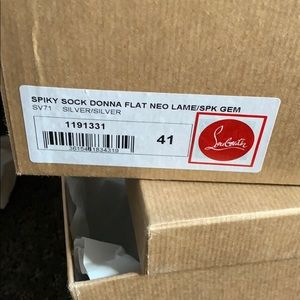 SPIKY SOCK DONNA FLAT NEO LAME/SPK GEM
SV71 SILVER/SILVER
1191331
41
Louboutin